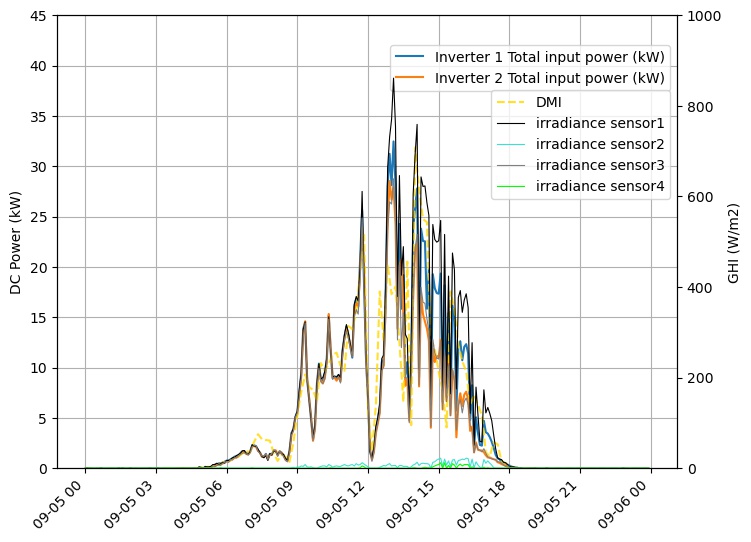 45
40
35
30
25
20
15
10
5
0
DC Power (kW)
1000
800
600
400
200
0
GHI (W/m2)
Inverter 1 Total input power (kW)
Inverter 2 Total input power (kW)
DMI
irradiance sensor1
irradiance sensor2
irradiance sensor3
irradiance sensor4
09-05 00
09-05 03
09-05 06
09-05 09
09-05 12
09-05 15
09-05 18
09-05 21
09-06 00